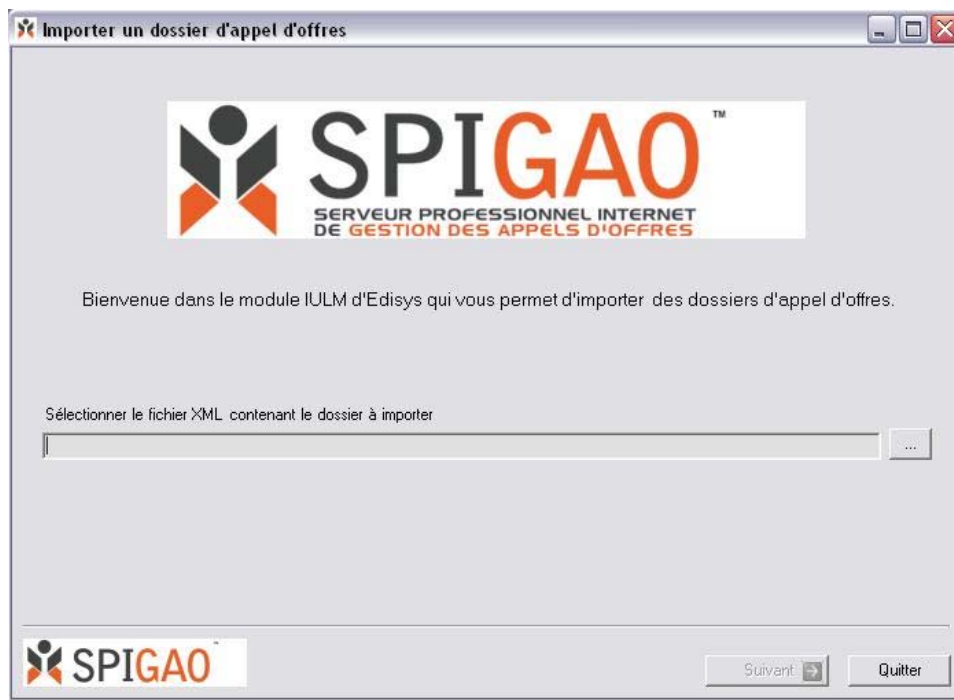 Importer un dossier d'appel d'offres
SPIGAO™
SERVEUR PROFESSIONNEL INTERNET
DE GESTION DES APPELS D'OFFRES
Bienvenue dans le module IULM d'Edisys qui vous permet d'importer des dossiers d'appel d'offres.
Sélectionner le fichier XML contenant le dossier à importer
...
SPIGAO
Suivant
Quitter